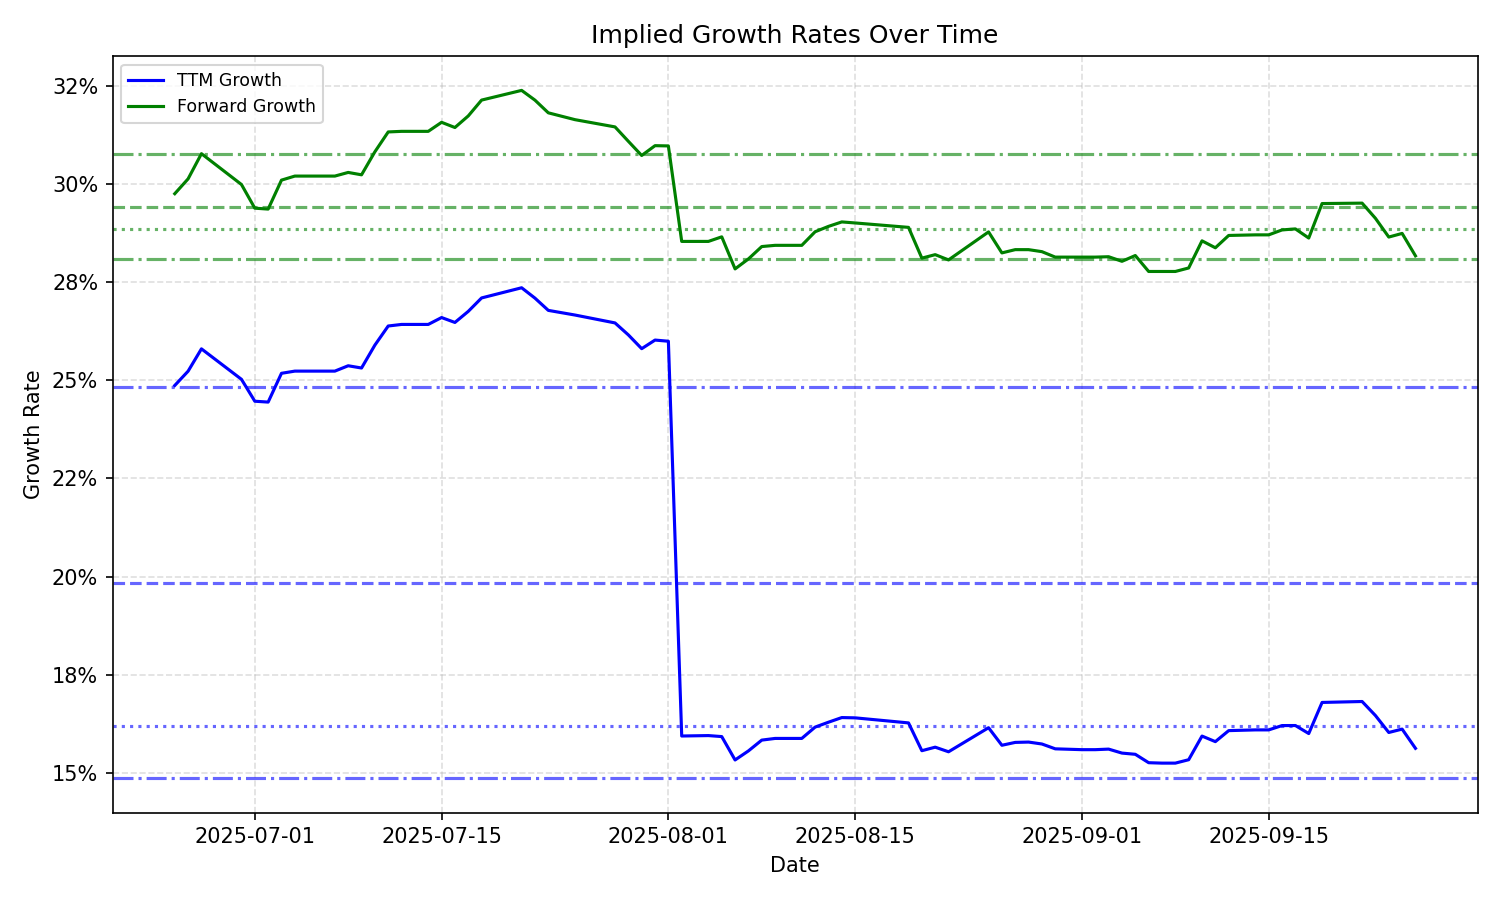 Implied Growth Rates Over Time
TTM Growth
Forward Growth
32%
30%
28%
25%
22%
20%
18%
15%
Growth Rate
2025-07-01
2025-07-15
2025-08-01
2025-08-15
2025-09-01
2025-09-15
Date